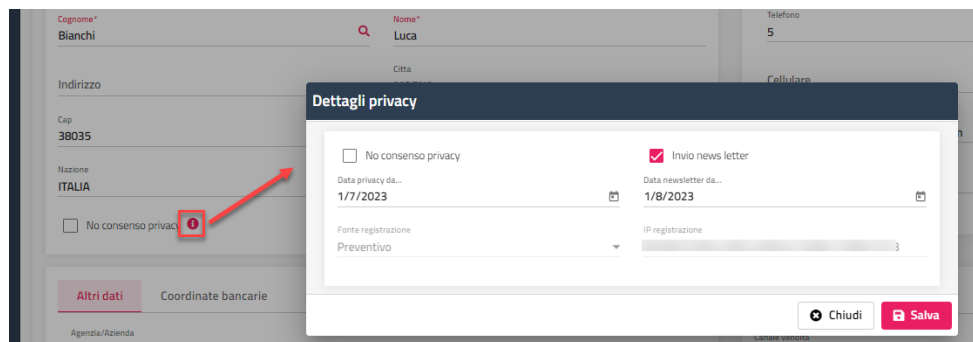 Cognome*
Nome*
Telefono
Bianchi
Luca
5
Citta
Indirizzo
Cellulare
Dettagli privacy
Cap
38035
No consenso privacy
Invio news letter
Nazione
ITALIA
Data privacy da...
Data newsletter da...
1/7/2023
1/8/2023
No consenso privacy
Fonte registrazione
IP registrazione
Preventivo
Altri dati
Coordinate bancarie
Chiudi
Salva
Agenzia/Azienda
Canale vendita